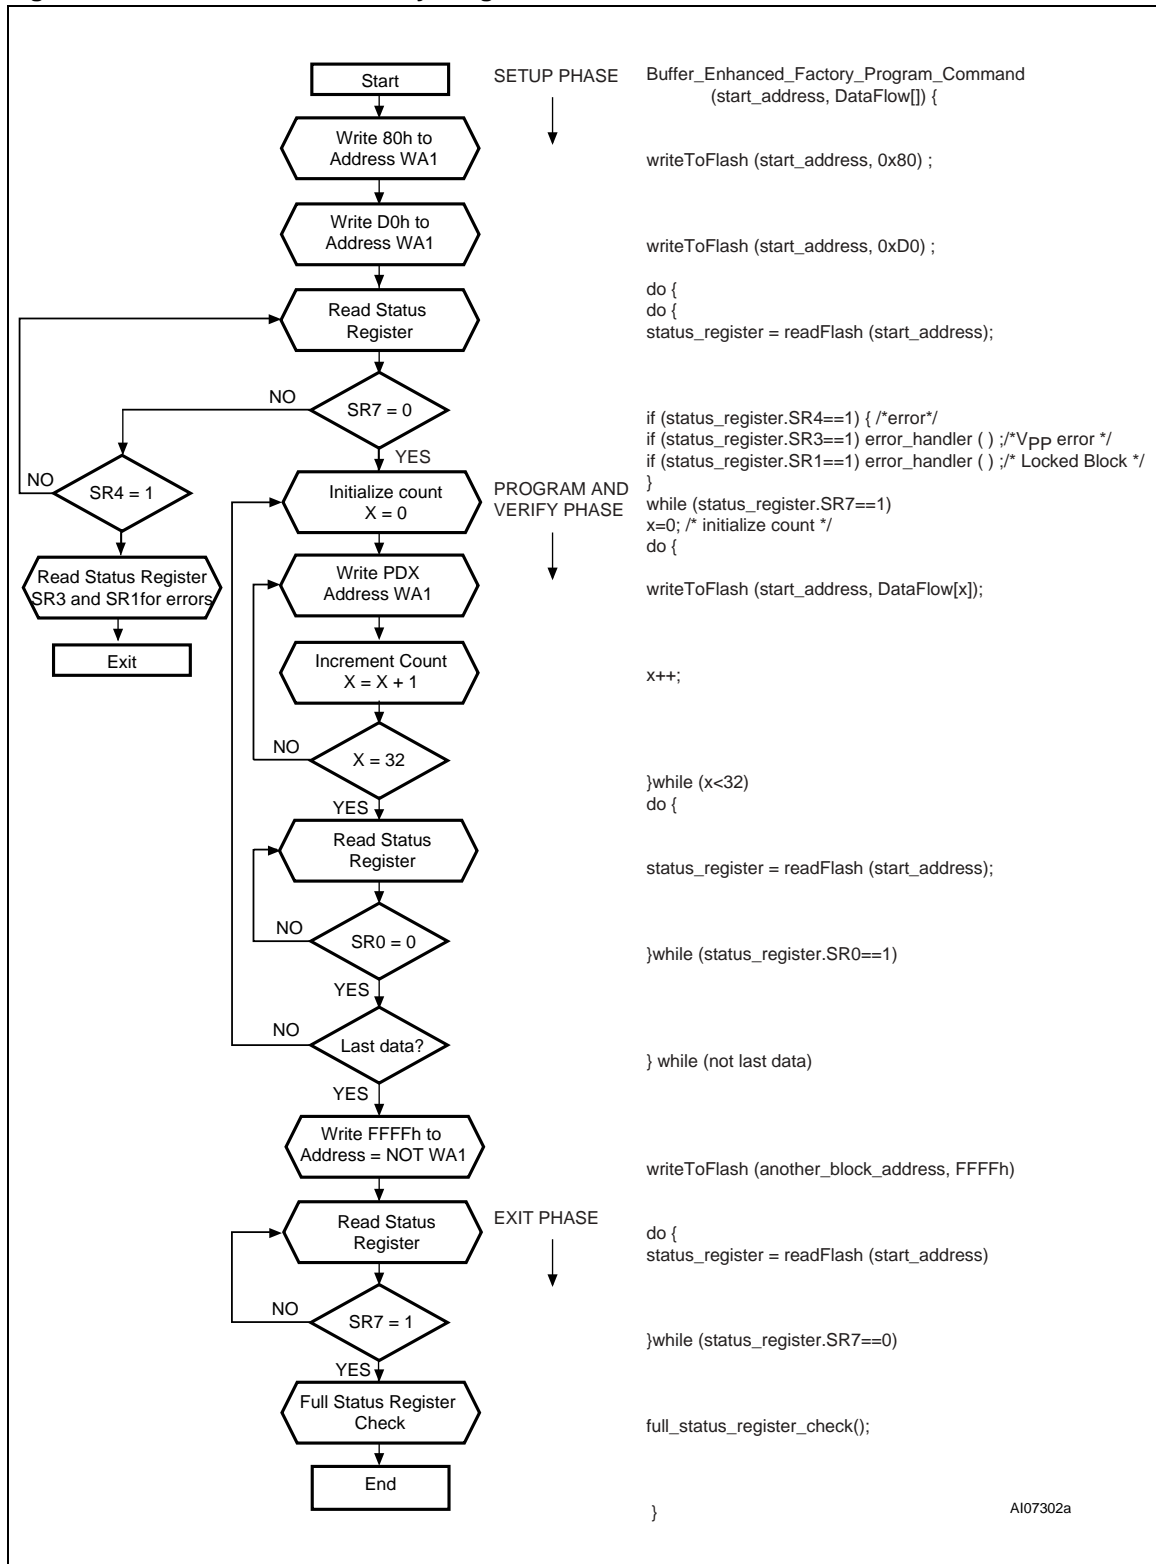 Start
SETUP PHASE
Buffer_Enhanced_Factory_Program_Command
(start_address, DataFlow[]) {
Write 80h to
Address WA1
writeToFlash (start_address, 0x80) ;
Write D0h to
Address WA1
writeToFlash (start_address, 0xD0) ;
do {
do {
Read Status
Register
status_register = readFlash (start_address);
NO
SR7 = 0
YES
if (status_register.SR4==1) { /*error*/
if (status_register.SR3==1) error_handler ( ) ;/*VPP error */
if (status_register.SR1==1) error_handler ( ) ;/* Locked Block */
}
while (status_register.SR7==1)
x=0; /* initialize count */
do {
NO
SR4 = 1
Initialize count
X = 0
PROGRAM AND
VERIFY PHASE
Read Status Register
SR3 and SR1for errors
Exit
Write PDX
Address WA1
writeToFlash (start_address, DataFlow[x]);
Increment Count
X = X + 1
x++;
NO
X = 32
YES
}while (x<32)
do {
Read Status
Register
status_register = readFlash (start_address);
NO
SR0 = 0
YES
}while (status_register.SR0==1)
NO
Last data?
YES
} while (not last data)
Write FFFFh to
Address = NOT WA1
writeToFlash (another_block_address, FFFFh)
Read Status
Register
EXIT PHASE
do {
status_register = readFlash (start_address)
NO
SR7 = 1
YES
}while (status_register.SR7==0)
Full Status Register
Check
full_status_register_check();
End
}
AI07302a